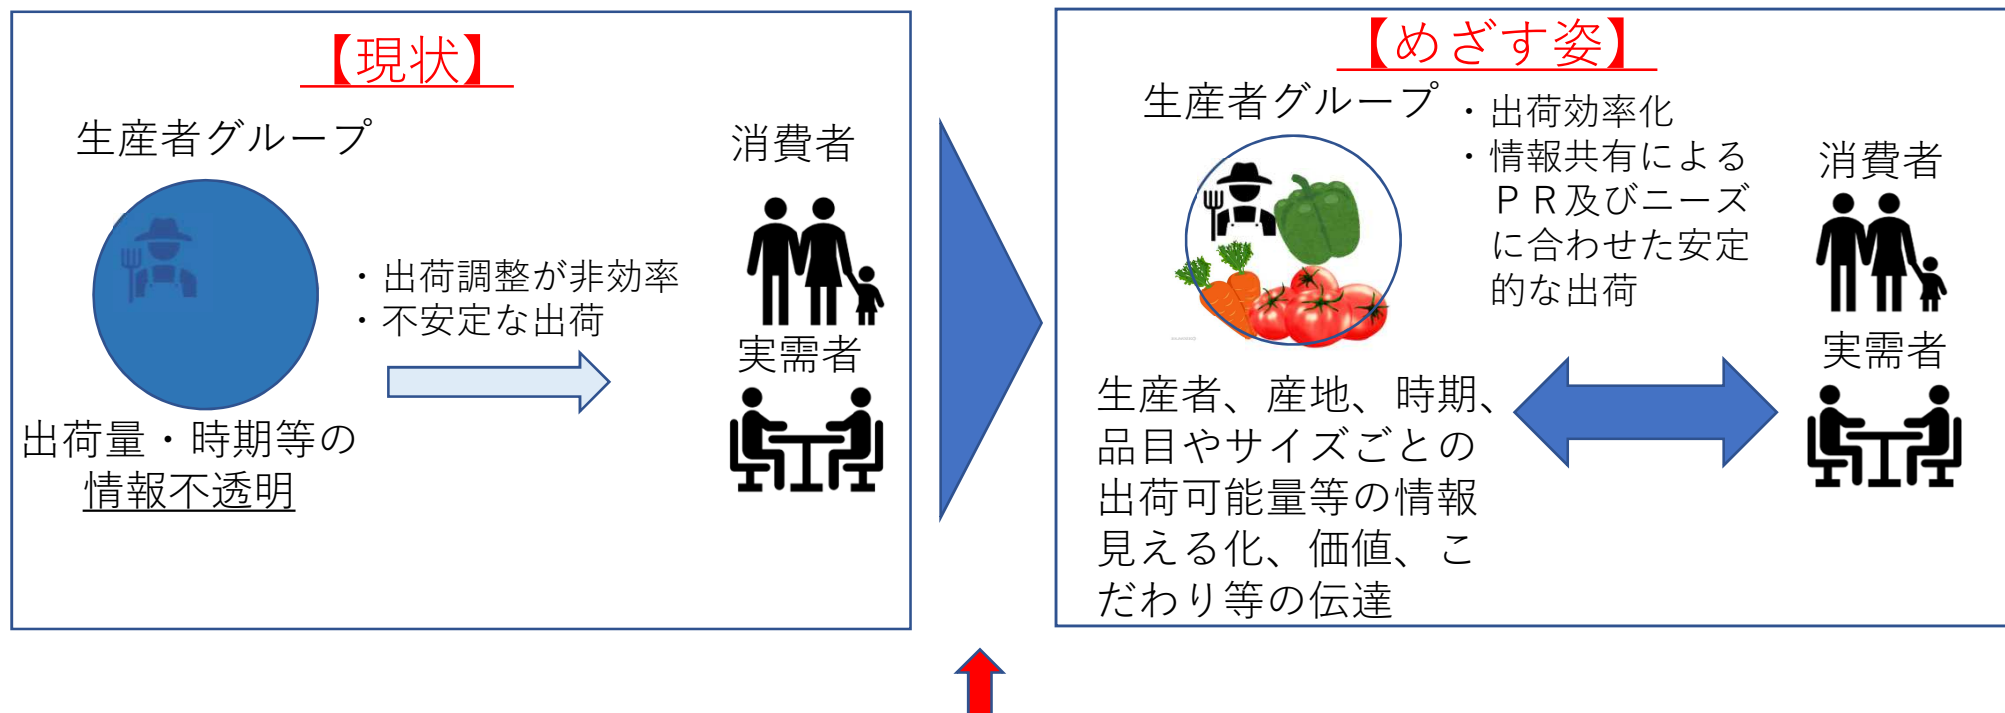 【現状】
生産者グループ
消費者
・出荷調整が非効率
・不安定な出荷
実需者
出荷量・時期等の
情報不透明
【めざす姿】
生産者グループ
・出荷効率化
・情報共有による
ＰＲ及びニーズ
に合わせた安定
的な出荷
消費者
実需者
生産者、産地、時期、
品目やサイズごとの
出荷可能量等の情報
見える化、価値、こ
だわり等の伝達